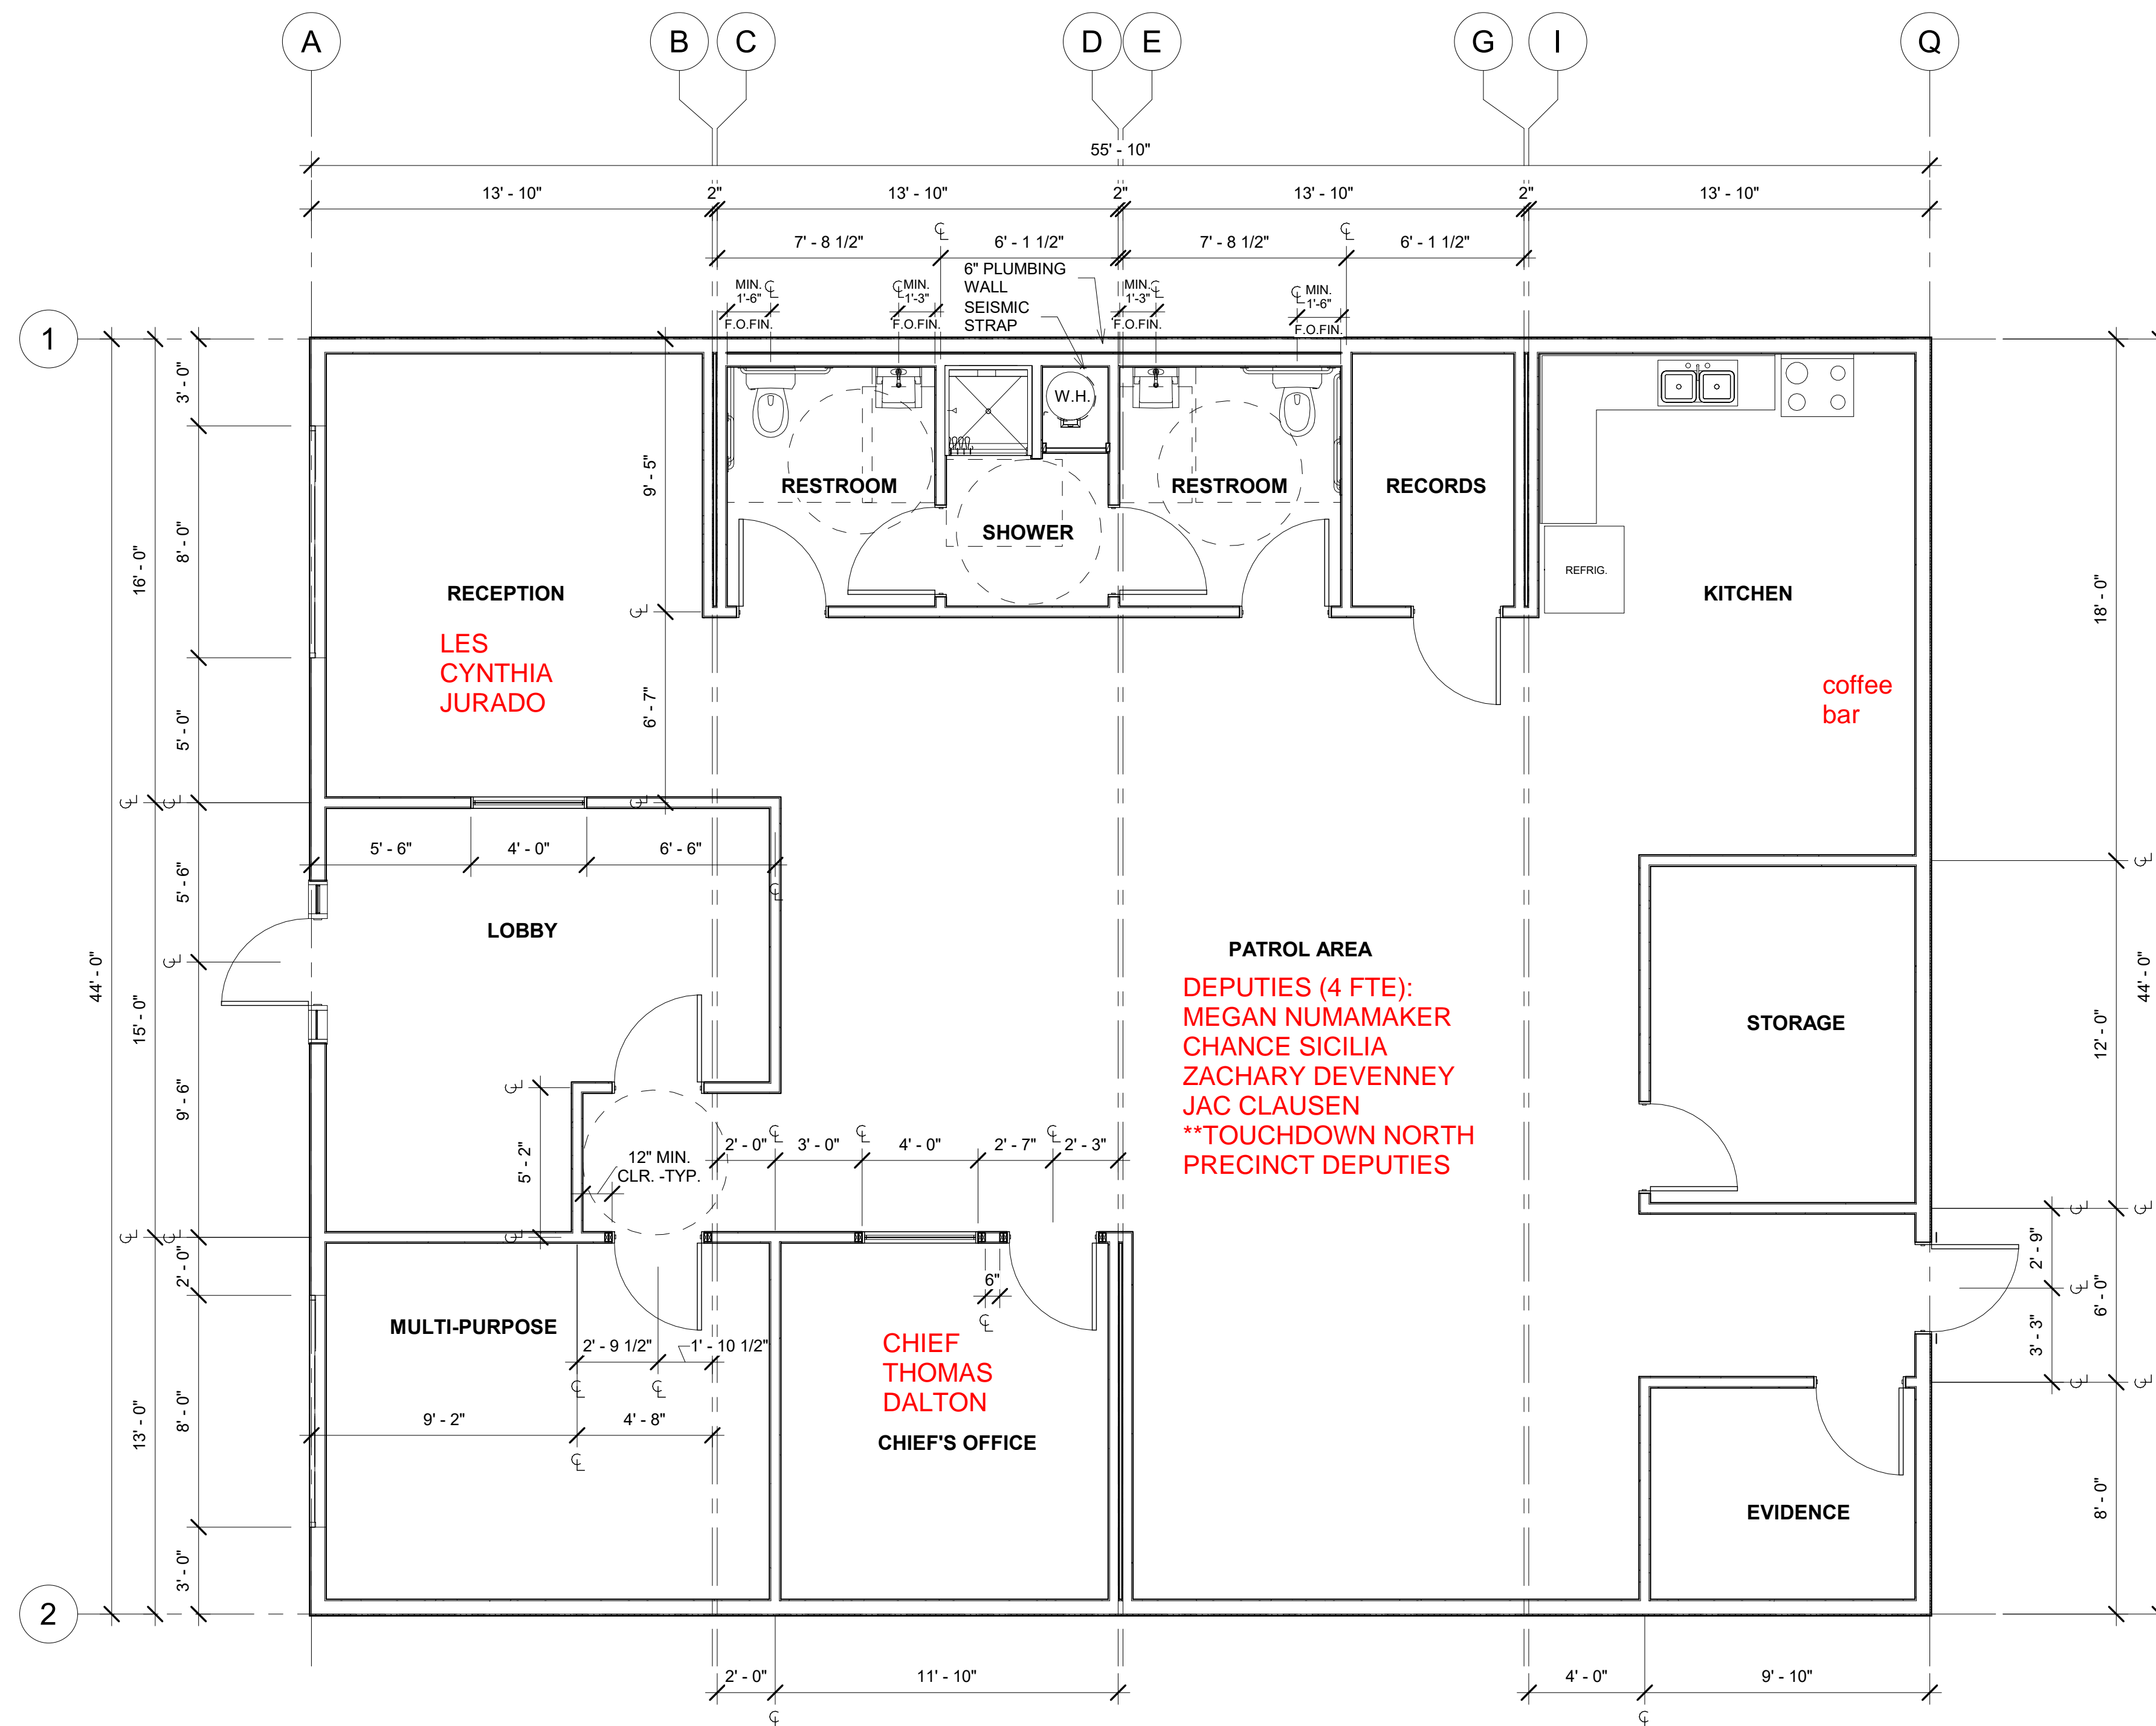 A B C D E G I Q
55' - 10"
13' - 10" 2" 13' - 10" 2" 13' - 10" 2" 13' - 10"
7' - 8 1/2" 6' - 1 1/2" 7' - 8 1/2" 6' - 1 1/2"
6" PLUMBING
WALL
SEISMIC
STRAP
MIN.
1'-6"
F.O.FIN.
MIN.
1'-3"
F.O.FIN.
MIN.
1'-3"
F.O.FIN.
MIN.
1'-6"
F.O.FIN.
1
3' - 0"
8' - 0"
5' - 0"
16' - 0"
9' - 5"
6' - 7"
W.H.
RESTROOM
SHOWER
RESTROOM
RECORDS
REFRIG.
KITCHEN
18' - 0"
RECEPTION
LES
CYNTHIA
JURADO
coffee
bar
5' - 6" 4' - 0" 6' - 6"
5' - 6"
LOBBY
44' - 0"
15' - 0"
9' - 6"
PATROL AREA
DEPUTIES (4 FTE):
MEGAN NUMAMAKER
CHANCE SICILIA
ZACHARY DEVENNEY
JAC CLAUSEN
**TOUCHDOWN NORTH
PRECINCT DEPUTIES
STORAGE
12' - 0"
44' - 0"
5' - 2"
12" MIN.
CLR. -TYP.
2' - 0" 3' - 0" 4' - 0" 2' - 7" 2' - 3"
6"
2' - 9"
6' - 0"
3' - 3"
2' - 0"
MULTI-PURPOSE
2' - 9 1/2" 1' - 10 1/2"
9' - 2" 4' - 8"
8' - 0"
13' - 0"
3' - 0"
CHIEF
THOMAS
DALTON
CHIEF'S OFFICE
EVIDENCE
8' - 0"
2
2' - 0" 11' - 10" 4' - 0" 9' - 10"